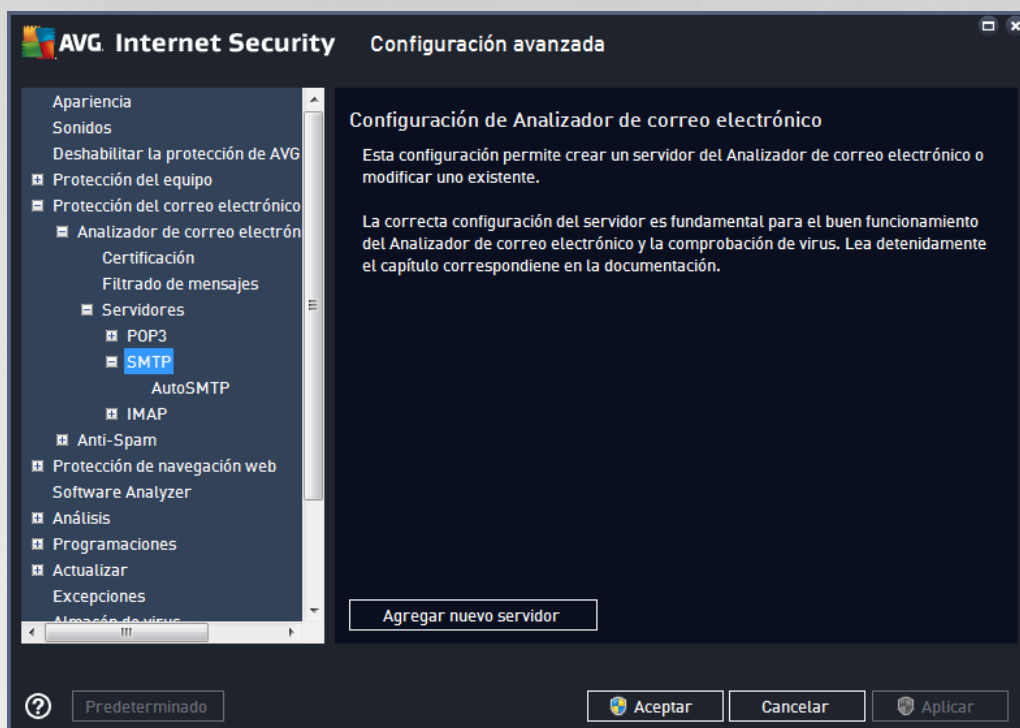 AVG. Internet Security
Configuración avanzada
Apariencia
Sonidos
Deshabilitar la protección de AVG
Protección del equipo
Protección del correo electrónico
Analizador de correo electrón
Certificación
Filtrado de mensajes
Servidores
POP3
SMTP
AutoSMTP
IMAP
Anti-Spam
Protección de navegación web
Software Analyzer
Análisis
Programaciones
Actualizar
Excepciones
Almacén de virus
Configuración de Analizador de correo electrónico
Esta configuración permite crear un servidor del Analizador de correo electrónico o
modificar uno existente.
La correcta configuración del servidor es fundamental para el buen funcionamiento
del Analizador de correo electrónico y la comprobación de virus. Lea detenidamente
el capítulo correspondiene en la documentación.
Agregar nuevo servidor
Predeterminado
Aceptar
Cancelar
Aplicar